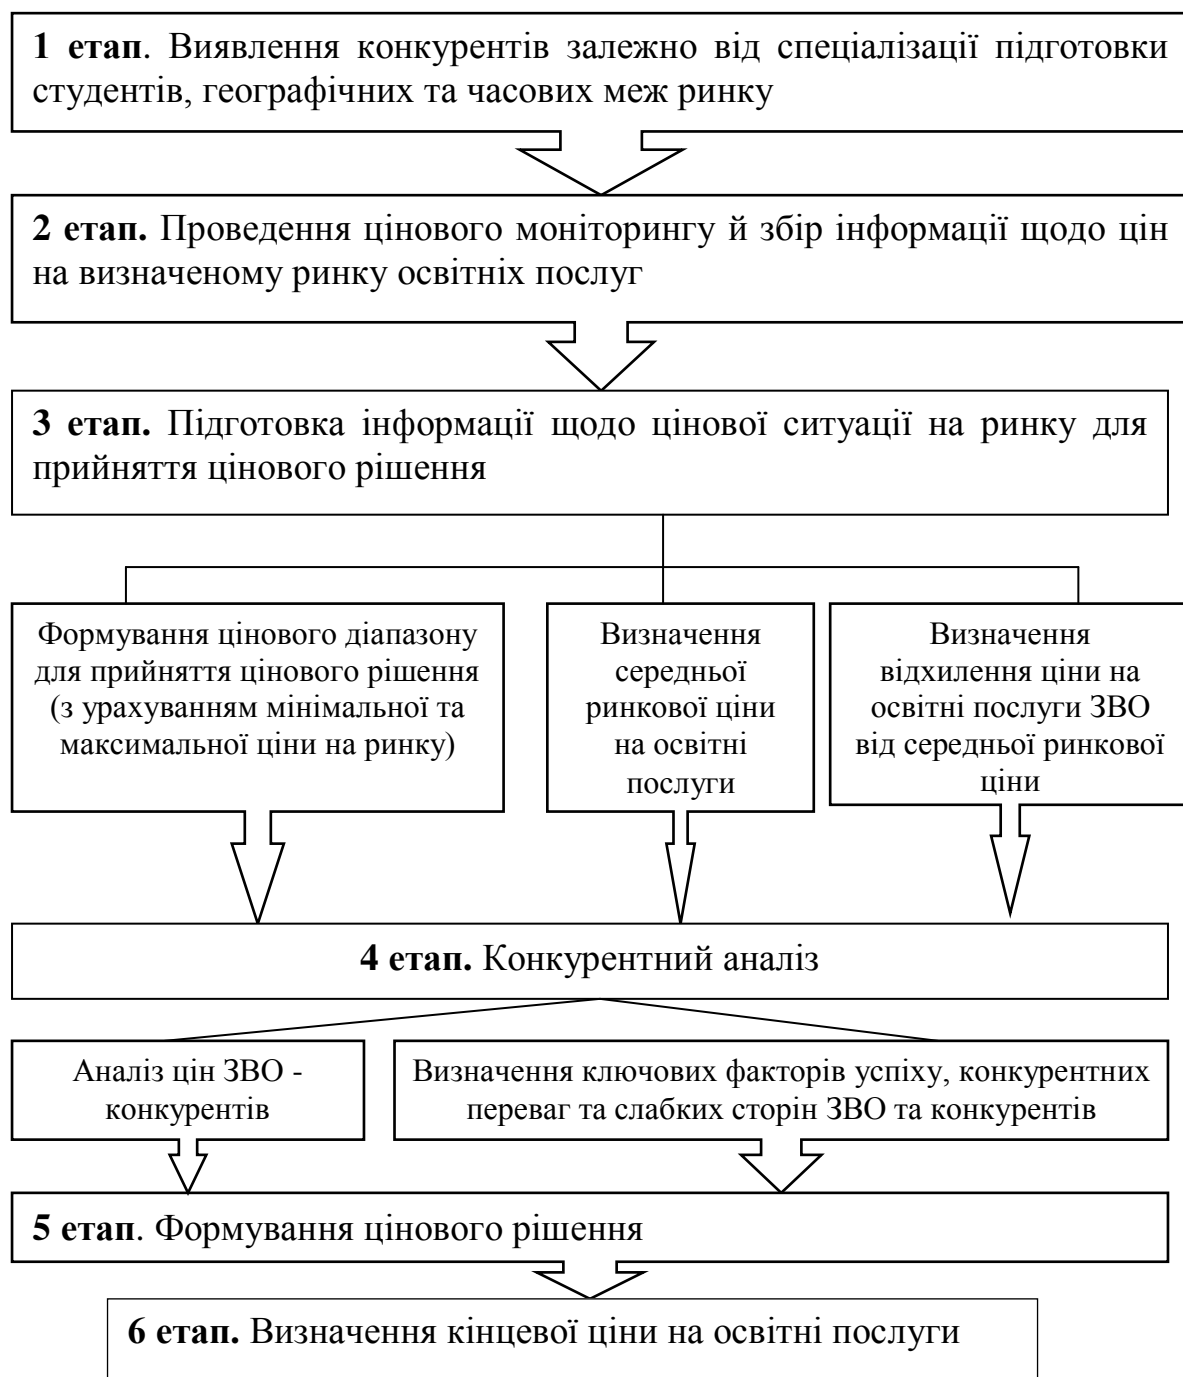 1 етап. Виявлення конкурентів залежно від спеціалізації підготовки
студентів, географічних та часових меж ринку
2 етап. Проведення цінового моніторингу й збір інформації щодо цін
на визначеному ринку освітніх послуг
3 етап. Підготовка інформації щодо цінової ситуації на ринку для
прийняття цінового рішення
Формування цінового діапазону
для прийняття цінового рішення
(з урахуванням мінімальної та
максимальної ціни на ринку)
Визначення
середньої
ринкової ціни
на освітні
послуги
Визначення
відхилення ціни на
освітні послуги ЗВО
від середньої ринкової
ціни
4 етап. Конкурентний аналіз
Аналіз цін ЗВО -
конкурентів
Визначення ключових факторів успіху, конкурентних
переваг та слабких сторін ЗВО та конкурентів
5 етап. Формування цінового рішення
6 етап. Визначення кінцевої ціни на освітні послуги